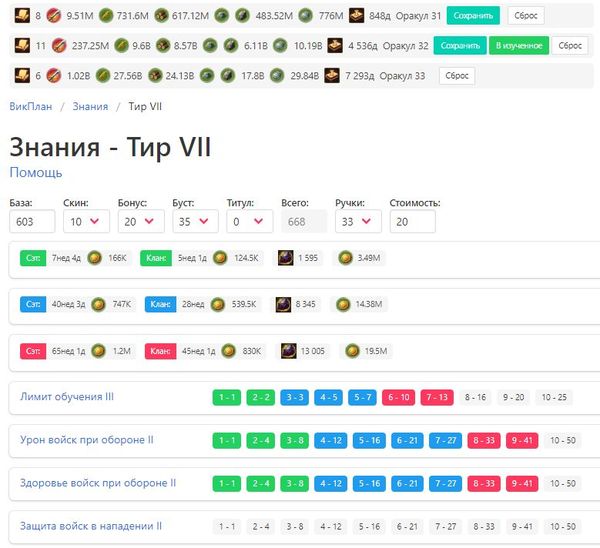 8 9.51M 731.6M 617.12M 483.52M 776M 848д Оракул 31 Сохранить Сброс
11 237.25M 9.6B 8.57B 6.11B 10.19B 4 536д Оракул 32 Сохранить В изученное Сброс
6 1.02B 27.56B 24.13B 17.8B 29.84B 7 293д Оракул 33 Сброс
ВикПлан / Знания / Тир VII
Знания - Тир VII
Помощь
База: Скин: Бонус: Буст: Титул: Всего: Ручки: Стоимость:
603 10 20 35 0 668 33 20
Сэт: 7нед 4д 166K Клан: 5нед 1д 124.5K 1 595 3.49M
Сэт: 40нед 3д 747K Клан: 28нед 539.5K 8 345 14.38M
Сэт: 65нед 1д 1.2M Клан: 45нед 1д 830K 13 005 19.5M
Лимит обучения III 1 - 1 2 - 2 3 - 3 4 - 5 5 - 7 6 - 10 7 - 13 8 - 16 9 - 20 10 - 25
Урон войск при обороне II 1 - 1 2 - 4 3 - 8 4 - 12 5 - 16 6 - 21 7 - 27 8 - 33 9 - 41 10 - 50
Здоровье войск при обороне II 1 - 1 2 - 4 3 - 8 4 - 12 5 - 16 6 - 21 7 - 27 8 - 33 9 - 41 10 - 50
Защита войск в нападении II 1 - 1 2 - 4 3 - 8 4 - 12 5 - 16 6 - 21 7 - 27 8 - 33 9 - 41 10 - 50